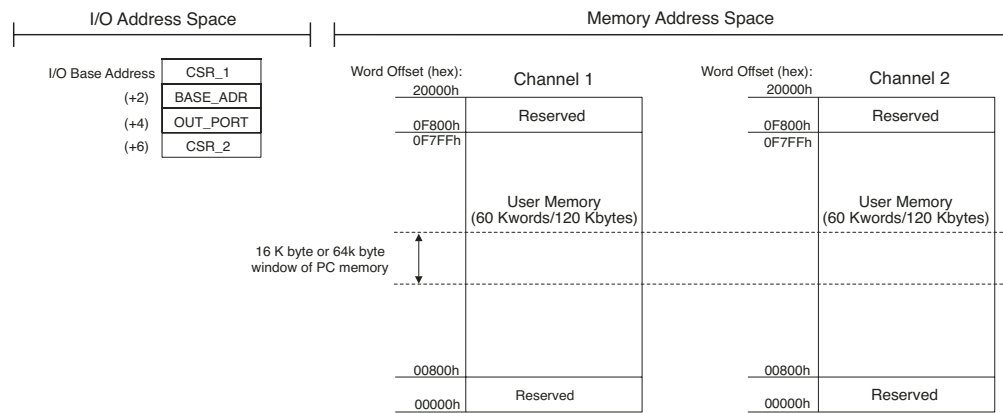 I/O Address Space
Memory Address Space
I/O Base Address CSR_1
(+2) BASE_ADR
(+4) OUT_PORT
(+6) CSR_2
Word Offset (hex): Channel 1
20000h
Reserved
0F800h
0F7FFh
User Memory
(60 Kwords/120 Kbytes)
16 K byte or 64k byte
window of PC memory
00800h
Reserved
00000h
Word Offset (hex): Channel 2
20000h
Reserved
0F800h
0F7FFh
User Memory
(60 Kwords/120 Kbytes)
00800h
Reserved
00000h